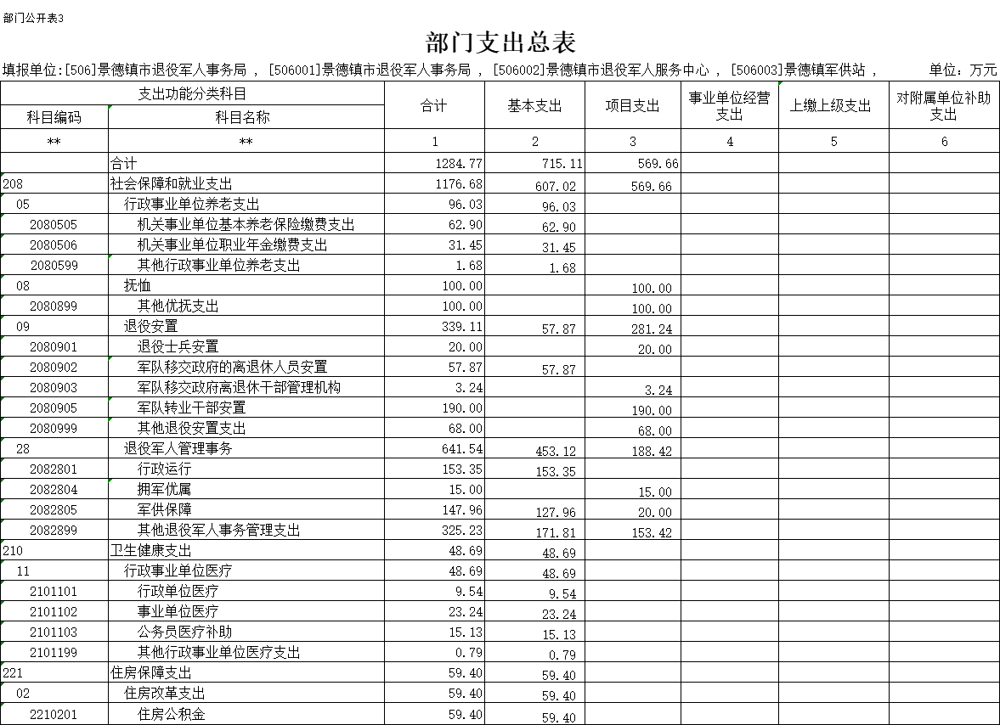 部门公开表3
部门支出总表
填报单位:[506]景德镇市退役军人事务局 , [506001]景德镇市退役军人事务局 , [506002]景德镇市退役军人服务中心 , [506003]景德镇军供站 , 单位：万元
支出功能分类科目 合计 基本支出 项目支出 事业单位经营支出 上缴上级支出 对附属单位补助支出
科目编码 科目名称
** ** 1 2 3 4 5 6
合计 1284.77 715.11 569.66
208 社会保障和就业支出 1176.68 607.02 569.66
05 行政事业单位养老支出 96.03 96.03
2080505 机关事业单位基本养老保险缴费支出 62.90 62.90
2080506 机关事业单位职业年金缴费支出 31.45 31.45
2080599 其他行政事业单位养老支出 1.68 1.68
08 抚恤 100.00 100.00
2080899 其他优抚支出 100.00 100.00
09 退役安置 339.11 57.87 281.24
2080901 退役士兵安置 20.00 20.00
2080902 军队移交政府的离退休人员安置 57.87 57.87
2080903 军队移交政府离退休干部管理机构 3.24 3.24
2080905 军队转业干部安置 190.00 190.00
2080999 其他退役安置支出 68.00 68.00
28 退役军人管理事务 641.54 453.12 188.42
2082801 行政运行 153.35 153.35
2082804 拥军优属 15.00 15.00
2082805 军供保障 147.96 127.96 20.00
2082899 其他退役军人事务管理支出 325.23 171.81 153.42
210 卫生健康支出 48.69 48.69
11 行政事业单位医疗 48.69 48.69
2101101 行政单位医疗 9.54 9.54
2101102 事业单位医疗 23.24 23.24
2101103 公务员医疗补助 15.13 15.13
2101199 其他行政事业单位医疗支出 0.79 0.79
221 住房保障支出 59.40 59.40
02 住房改革支出 59.40 59.40
2210201 住房公积金 59.40 59.40